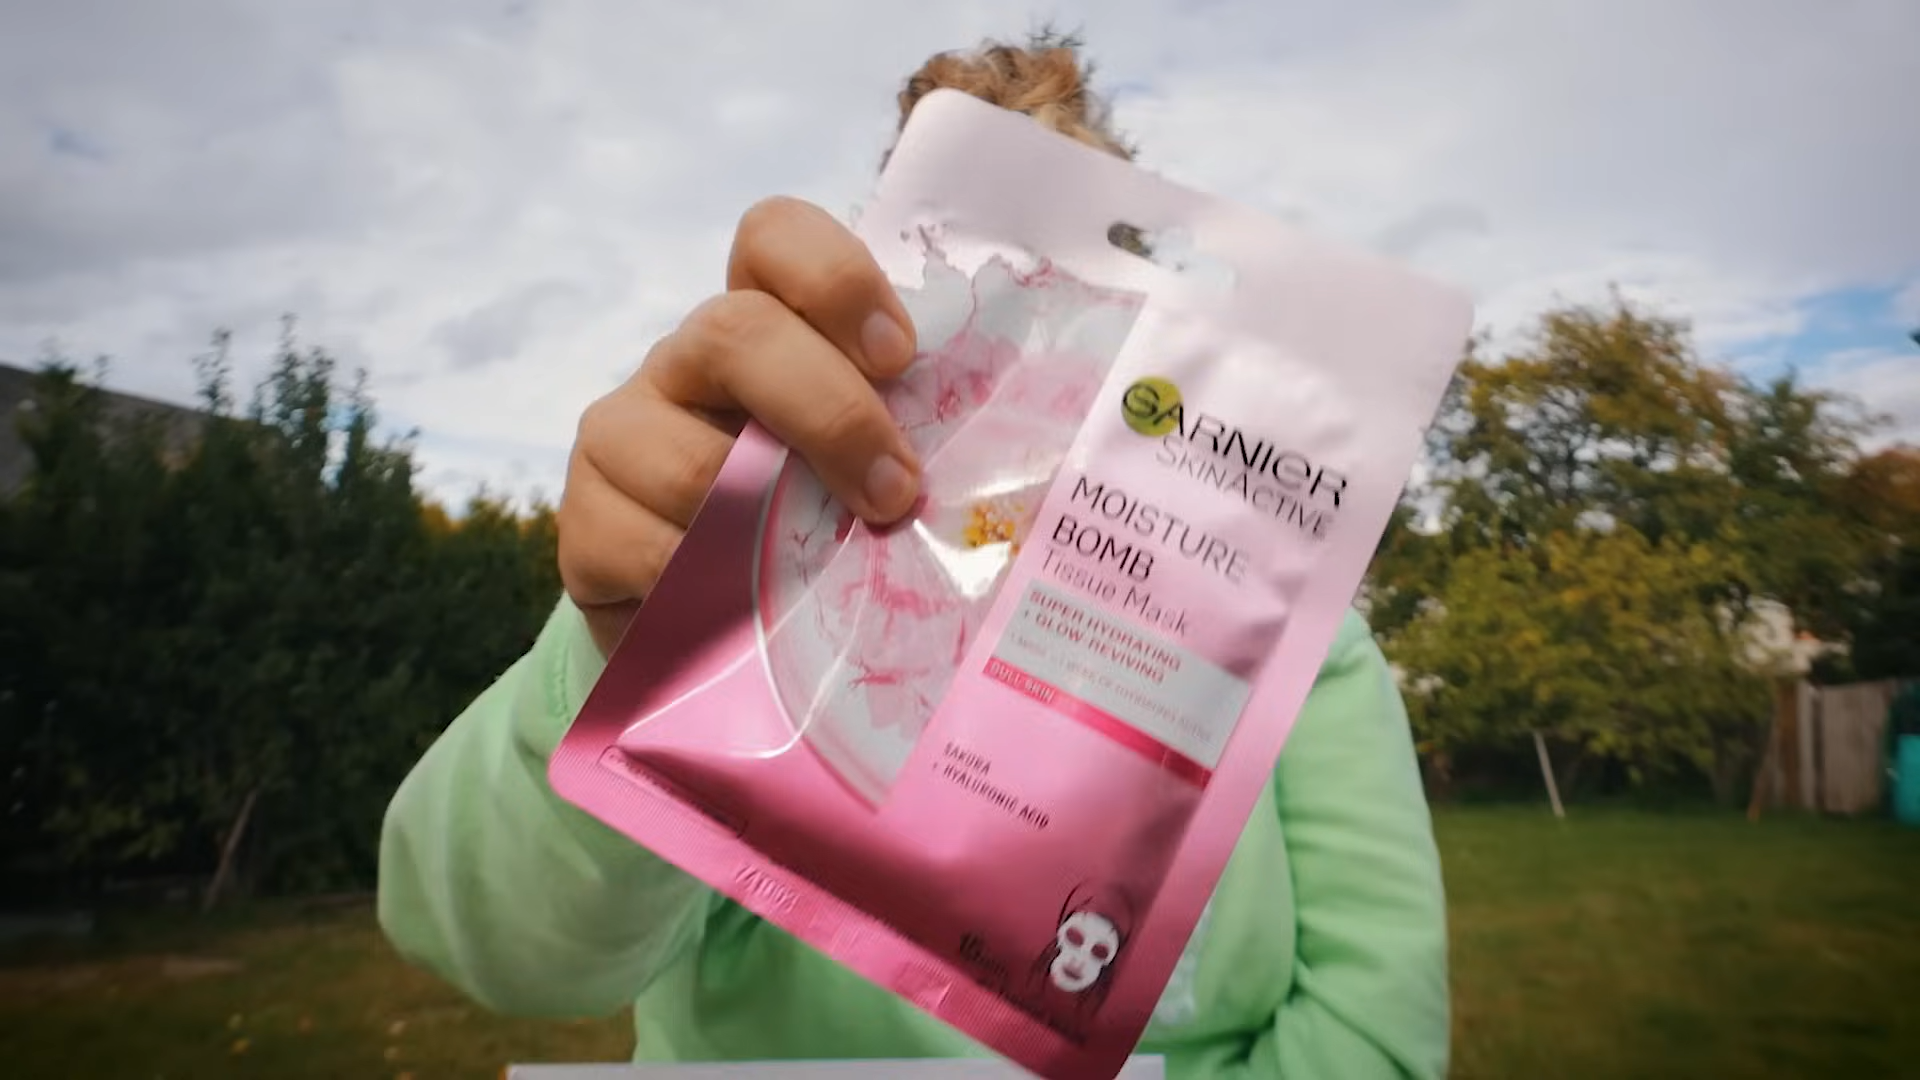 GARNIER
SKINACTIVE
MOISTURE
BOMB
Tissue Mask
SUPER HYDRATING
+ GLOW REVIVING
DULL SKIN
SAKURA
+ HYALURONIC ACID